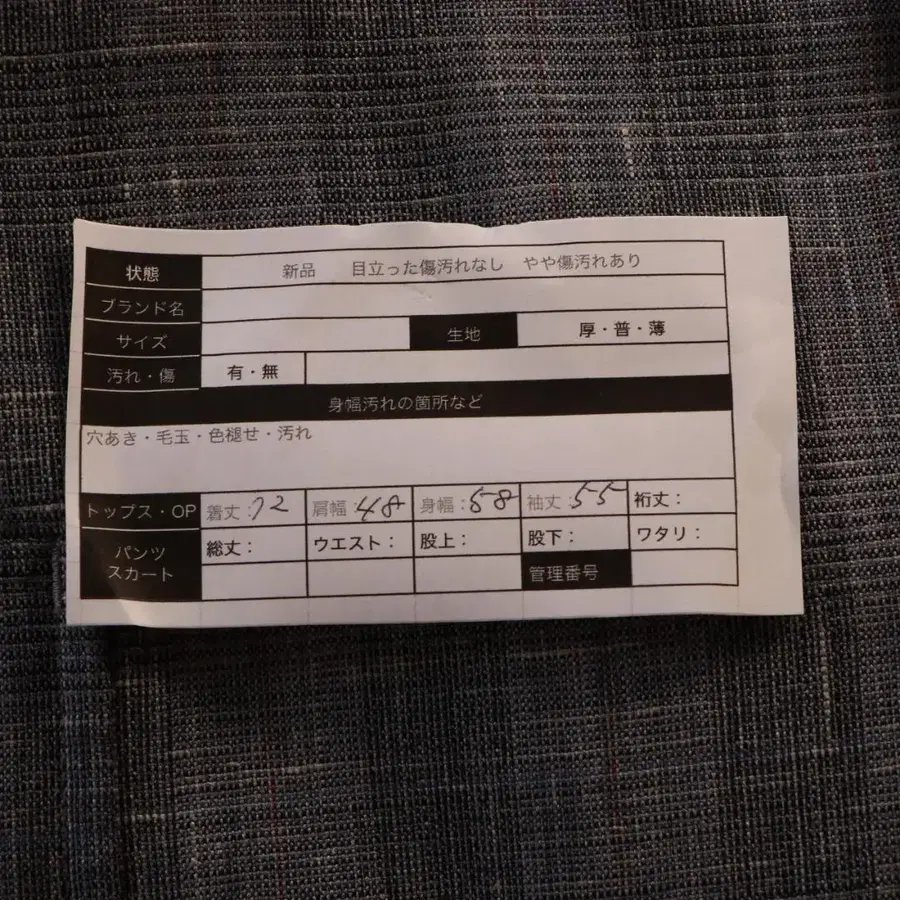 状態 新品 目立った傷汚れなし やや傷汚れあり
ブランド名
サイズ 生地 厚・普・薄
汚れ・傷 有・無
身幅汚れの箇所など
穴あき・毛玉・色褪せ・汚れ
トップス・OP 着丈:72 肩幅:48 身幅:58 袖丈:55 裄丈:
パンツ 総丈: ウエスト: 股上: 股下: ワタリ:
スカート 管理番号